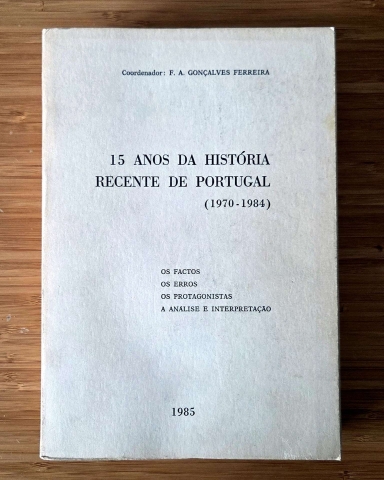 Coordenador: F. A. GONÇALVES FERREIRA
15 ANOS DA HISTÓRIA
RECENTE DE PORTUGAL
(1970-1984)
OS FACTOS
OS ERROS
OS PROTAGONISTAS
A ANÁLISE E INTERPRETAÇÃO
1985